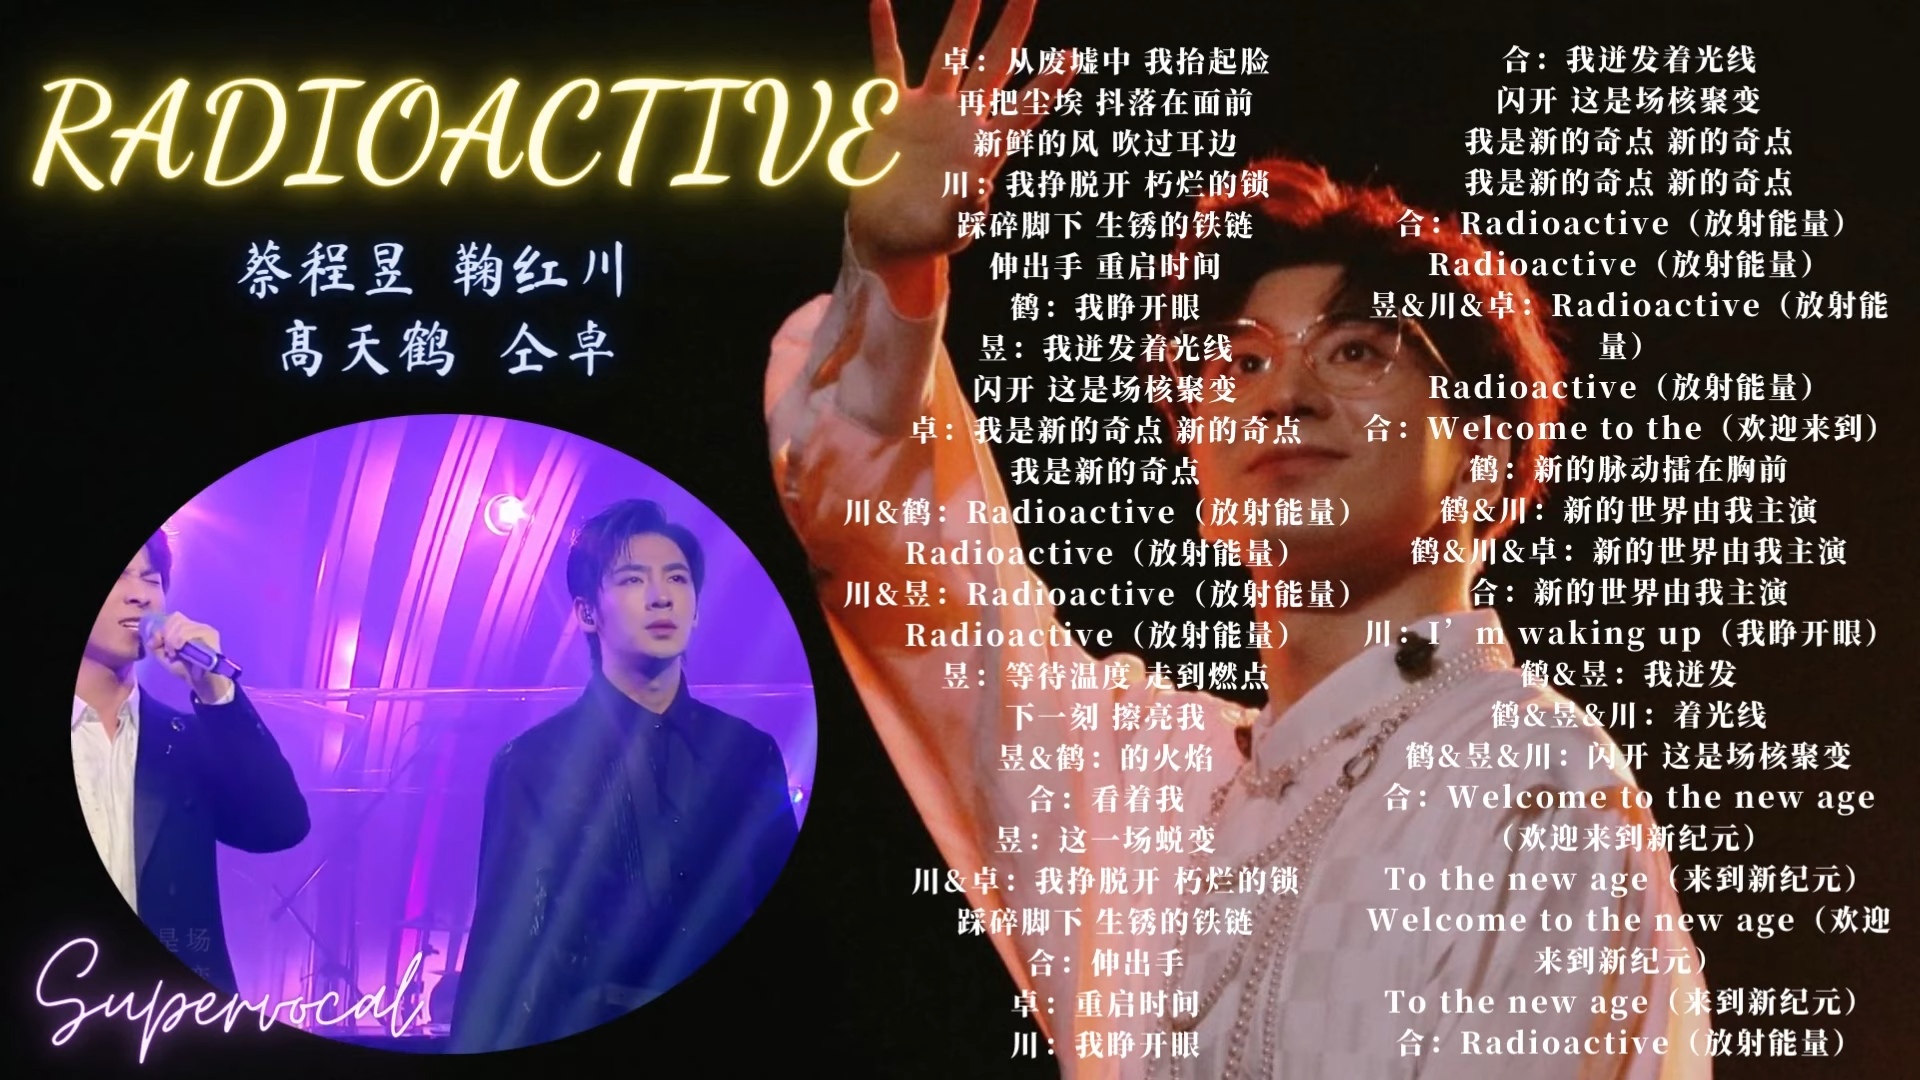 RADIOACTIVE
蔡程昱 鞠红川
高天鹤 仝卓
卓：从废墟中 我抬起脸
再把尘埃 抖落在面前
新鲜的风 吹过耳边
川：我挣脱开 朽烂的锁
踩碎脚下 生锈的铁链
伸出手 重启时间
鹤：我睁开眼
昱：我迸发着光线
闪开 这是场核聚变
卓：我是新的奇点 新的奇点
我是新的奇点
川&鹤：Radioactive（放射能量）
Radioactive（放射能量）
川&昱：Radioactive（放射能量）
Radioactive（放射能量）
昱：等待温度 走到燃点
下一刻 擦亮我
昱&鹤：的火焰
合：看着我
昱：这一场蜕变
川&卓：我挣脱开 朽烂的锁
踩碎脚下 生锈的铁链
合：伸出手
卓：重启时间
川：我睁开眼
合：我迸发着光线
闪开 这是场核聚变
我是新的奇点 新的奇点
我是新的奇点 新的奇点
合：Radioactive（放射能量）
Radioactive（放射能量）
昱&川&卓：Radioactive（放射能
量）
Radioactive（放射能量）
合：Welcome to the（欢迎来到）
鹤：新的脉动擂在胸前
鹤&川：新的世界由我主演
鹤&川&卓：新的世界由我主演
合：新的世界由我主演
川：I’m waking up（我睁开眼）
鹤&昱：我迸发
鹤&昱&川：着光线
鹤&昱&川：闪开 这是场核聚变
合：Welcome to the new age
（欢迎来到新纪元）
To the new age（来到新纪元）
Welcome to the new age（欢迎
来到新纪元）
To the new age（来到新纪元）
合：Radioactive（放射能量）
是场
Supervocal